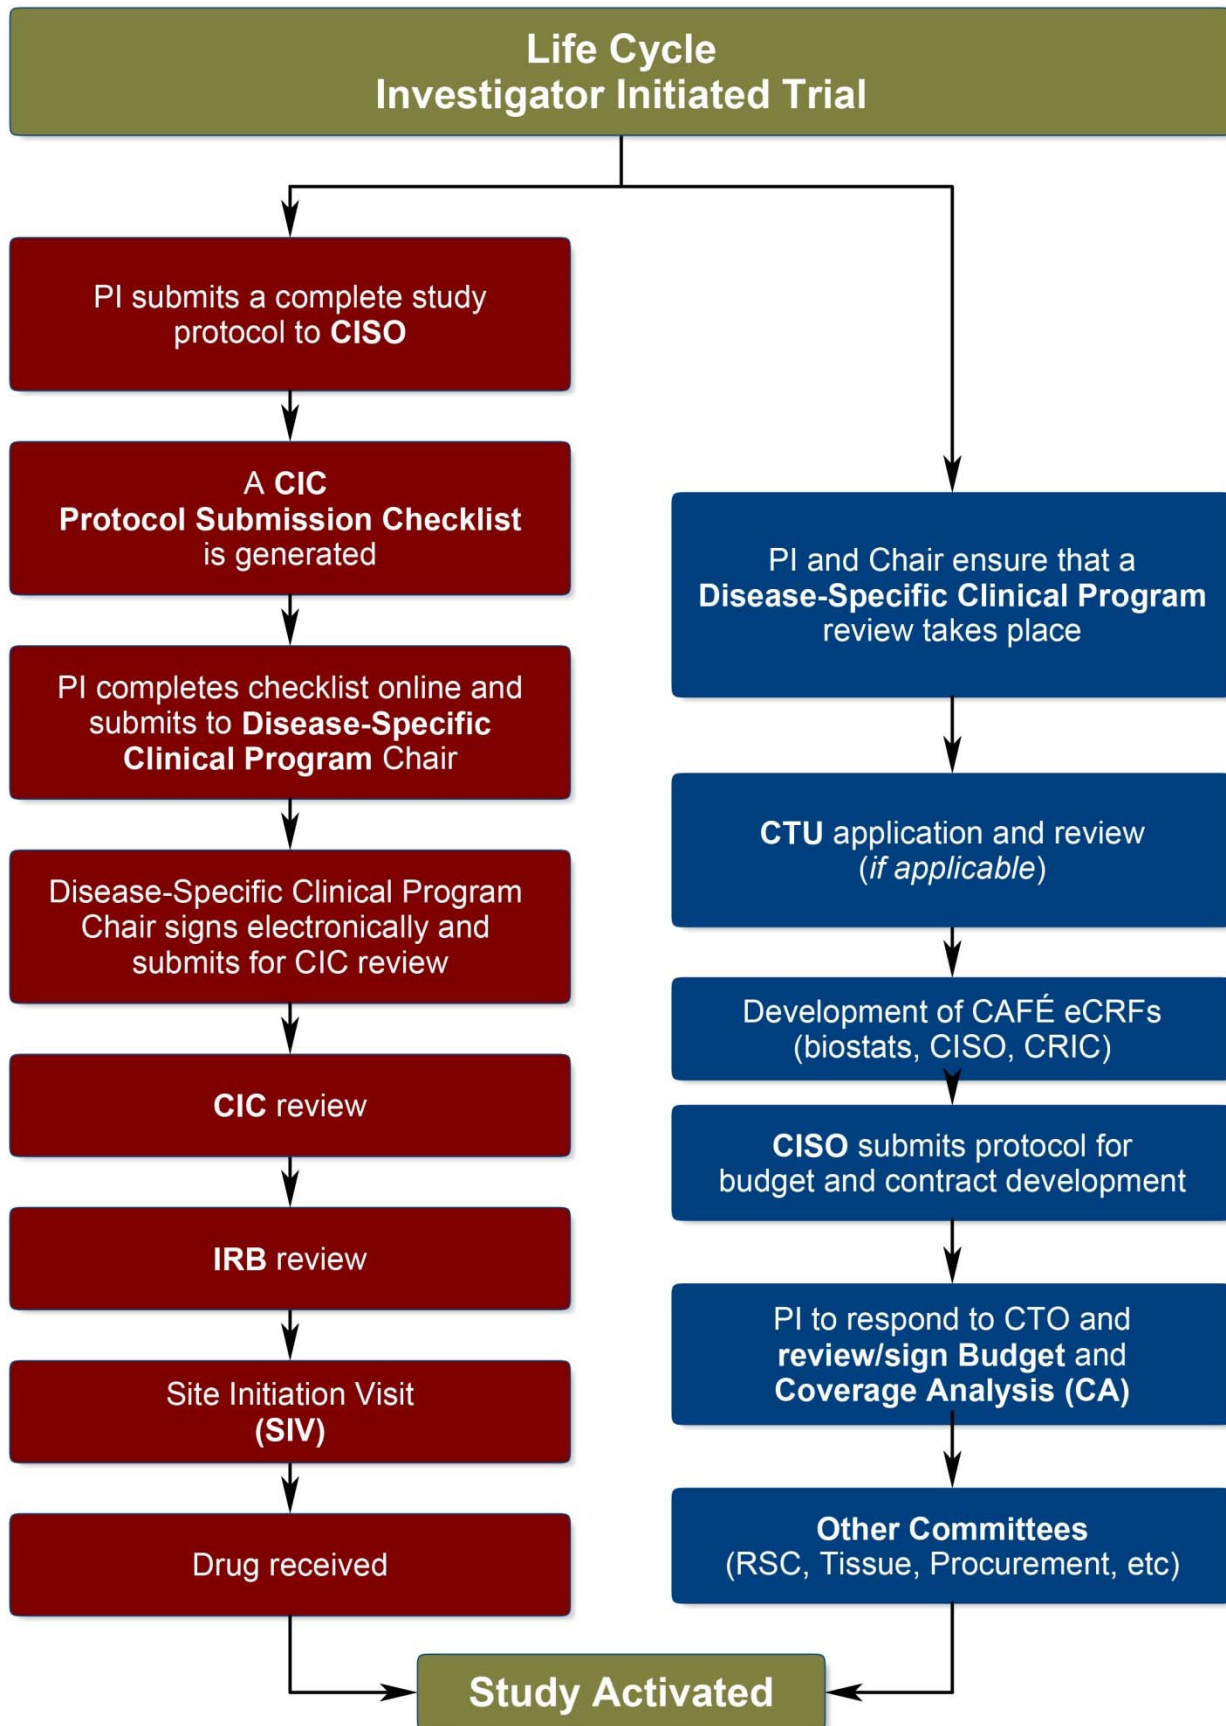 Life Cycle
Investigator Initiated Trial
PI submits a complete study
protocol to CISO
A CIC
Protocol Submission Checklist
is generated
PI completes checklist online and
submits to Disease-Specific
Clinical Program Chair
Disease-Specific Clinical Program
Chair signs electronically and
submits for CIC review
CIC review
IRB review
Site Initiation Visit
(SIV)
Drug received
PI and Chair ensure that a
Disease-Specific Clinical Program
review takes place
CTU application and review
(if applicable)
Development of CAFÉ eCRFs
(biostats, CISO, CRIC)
CISO submits protocol for
budget and contract development
PI to respond to CTO and
review/sign Budget and
Coverage Analysis (CA)
Other Committees
(RSC, Tissue, Procurement, etc)
Study Activated